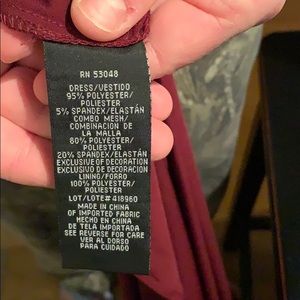 RN 53048
DRESS/VESTIDO
95% POLYESTER/
POLIESTER
5% SPANDEX/ELASTÁN
COMBO MESH/
COMBINACION DE
LA MALLA
80% POLYESTER/
POLIESTER
20% SPANDEX/ELASTÁN
EXCLUSIVE OF DECORATION
EXCLUSIVO DE DECORACION
LINING/FORRO
100% POLYESTER/
POLIESTER
LOT/LOTE#418960
MADE IN CHINA
OF IMPORTED FABRIC
HECHO EN CHINA
DE TELA IMPORTADA
SEE REVERSE FOR CARE
VER AL DORSO
PARA CUIDADO